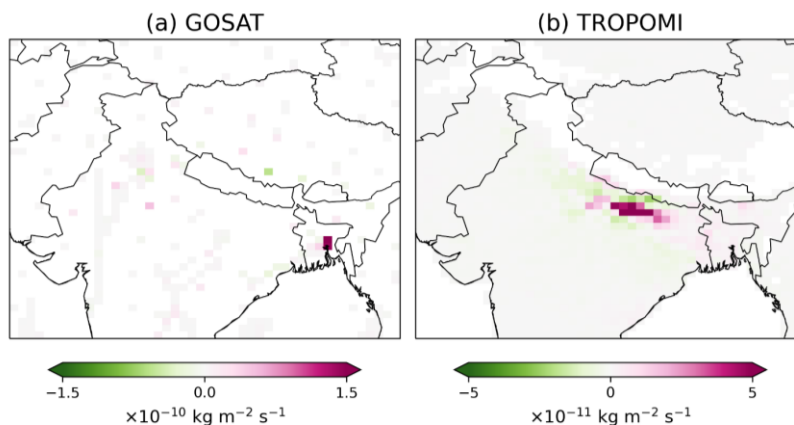 (a) GOSAT
(b) TROPOMI
−1.5 0.0 1.5
×10⁻¹⁰ kg m⁻² s⁻¹
−5 0 5
×10⁻¹¹ kg m⁻² s⁻¹